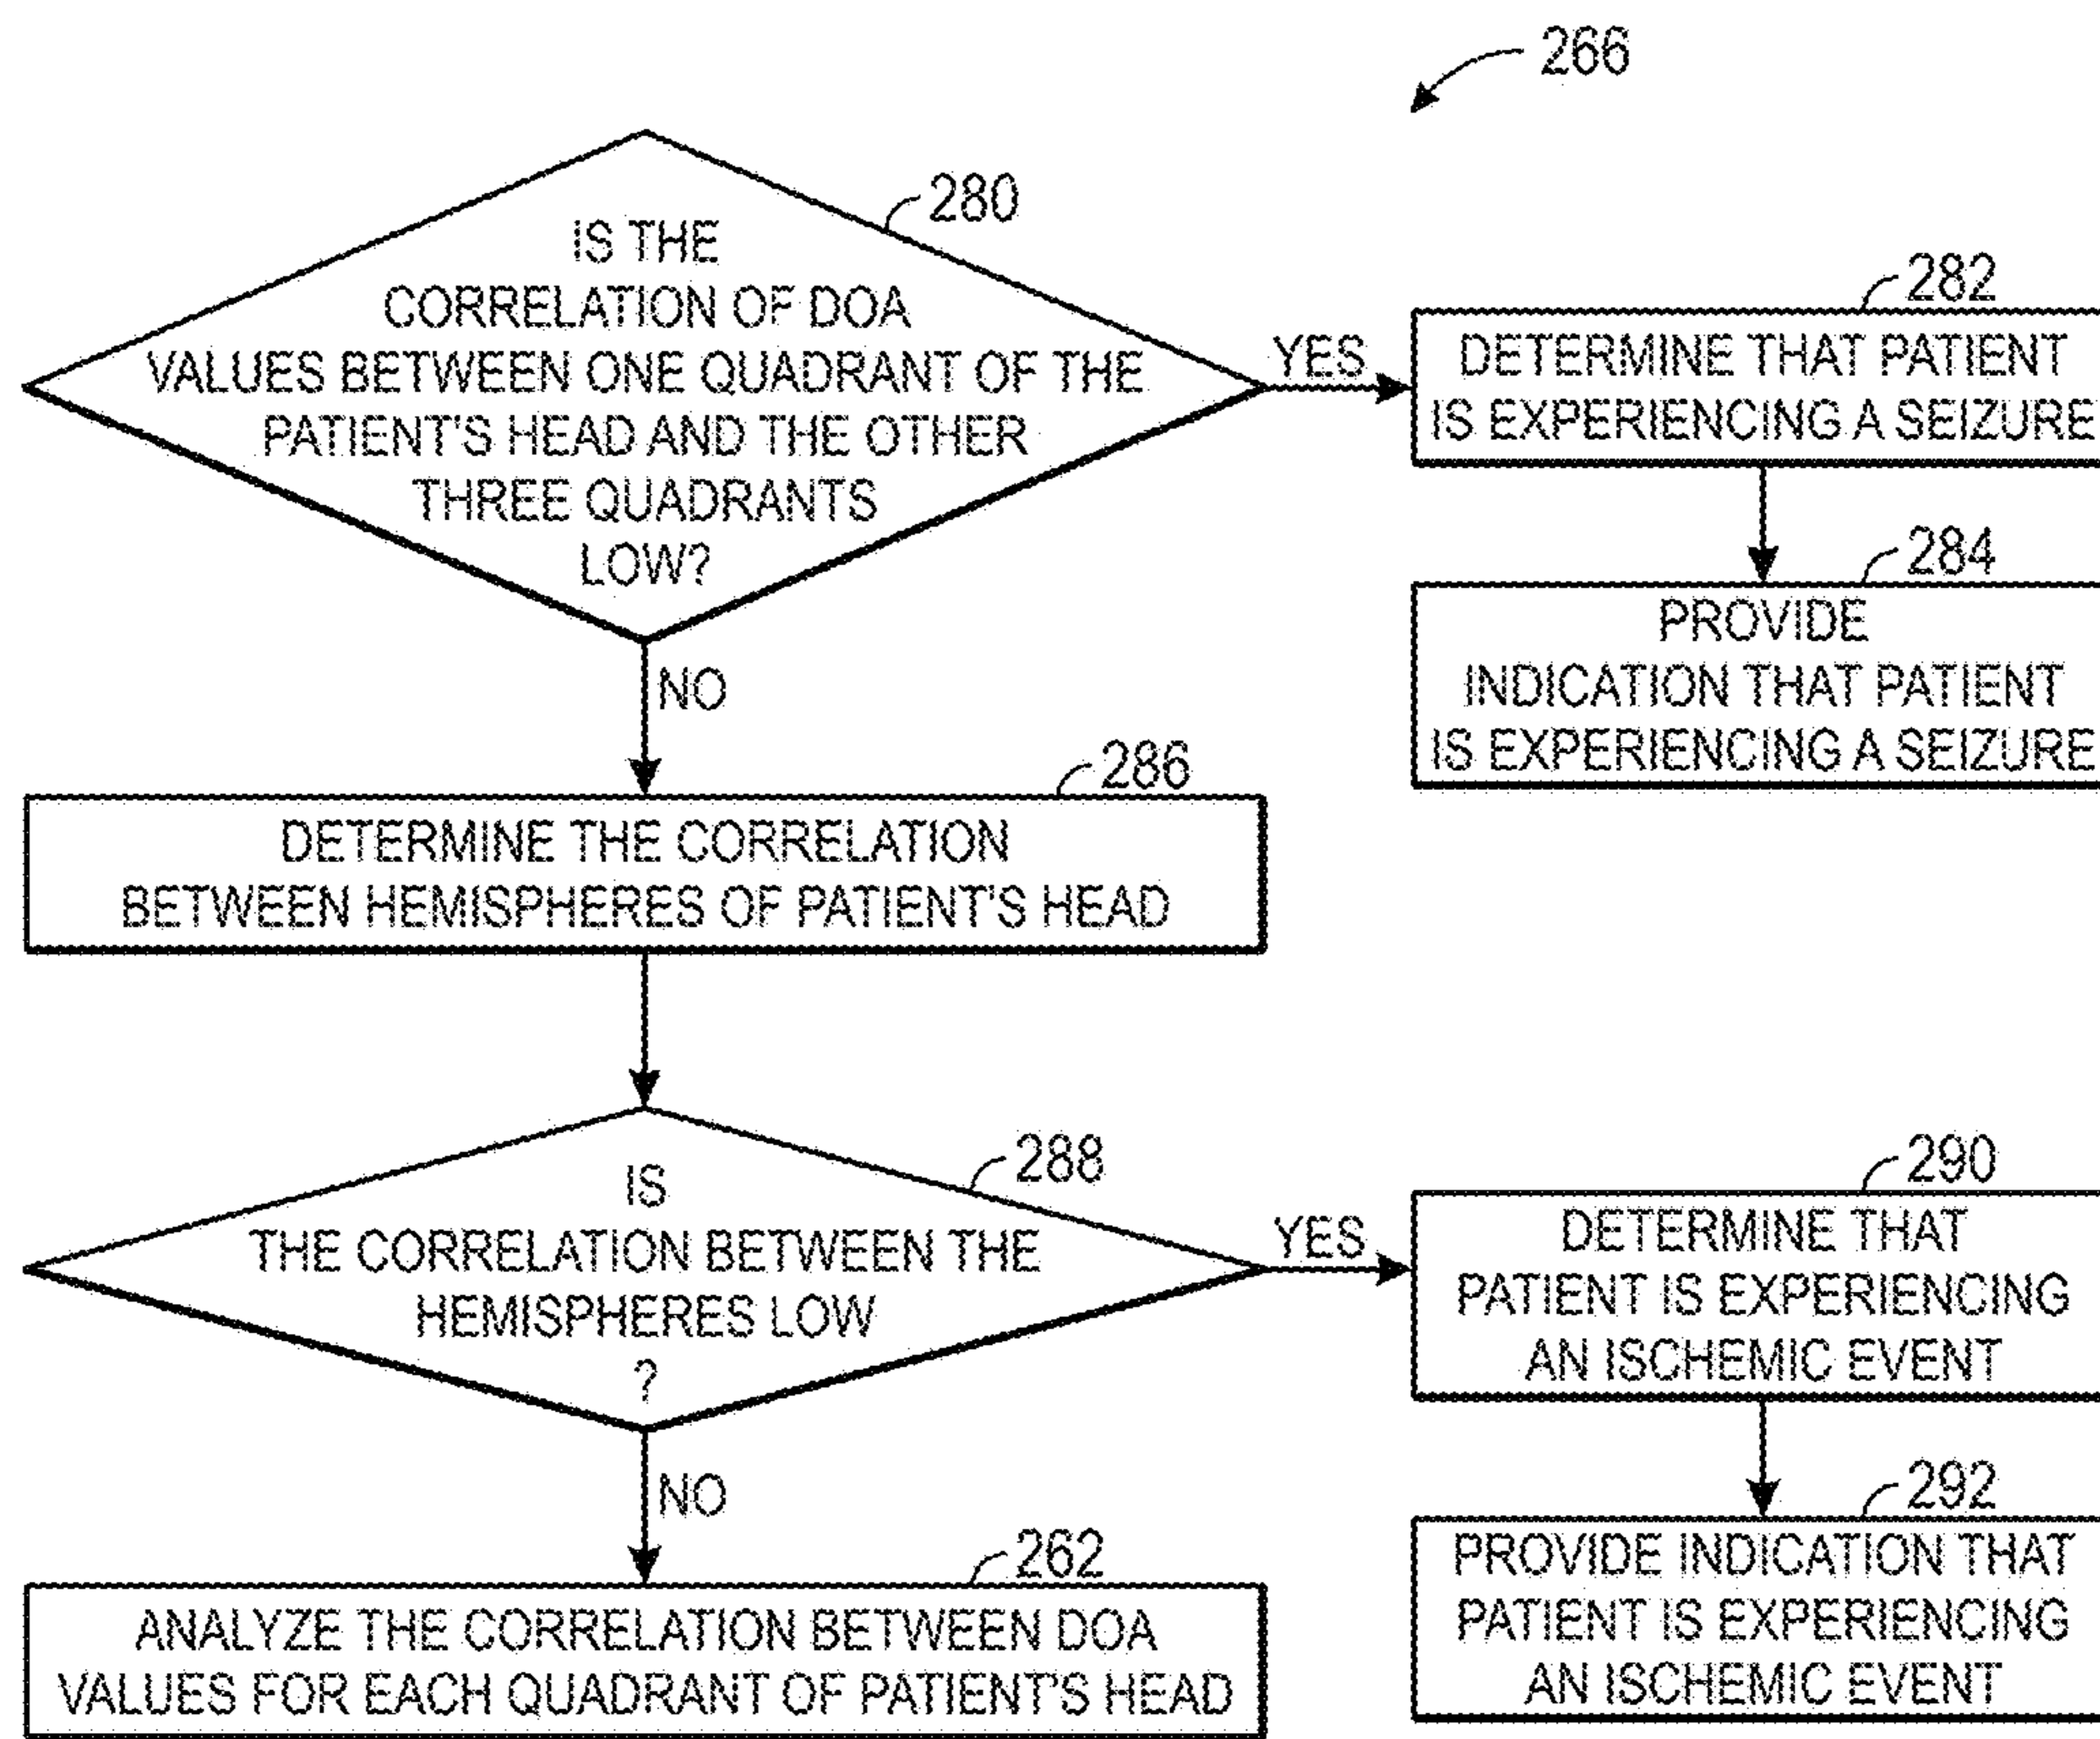 266
280
IS THE
CORRELATION OF DOA
VALUES BETWEEN ONE QUADRANT OF THE
PATIENT'S HEAD AND THE OTHER
THREE QUADRANTS
LOW?
YES
282
DETERMINE THAT PATIENT
IS EXPERIENCING A SEIZURE
284
PROVIDE
INDICATION THAT PATIENT
IS EXPERIENCING A SEIZURE
NO
286
DETERMINE THE CORRELATION
BETWEEN HEMISPHERES OF PATIENT'S HEAD
288
IS
THE CORRELATION BETWEEN THE
HEMISPHERES LOW
?
YES
290
DETERMINE THAT
PATIENT IS EXPERIENCING
AN ISCHEMIC EVENT
292
PROVIDE INDICATION THAT
PATIENT IS EXPERIENCING
AN ISCHEMIC EVENT
NO
262
ANALYZE THE CORRELATION BETWEEN DOA
VALUES FOR EACH QUADRANT OF PATIENT'S HEAD